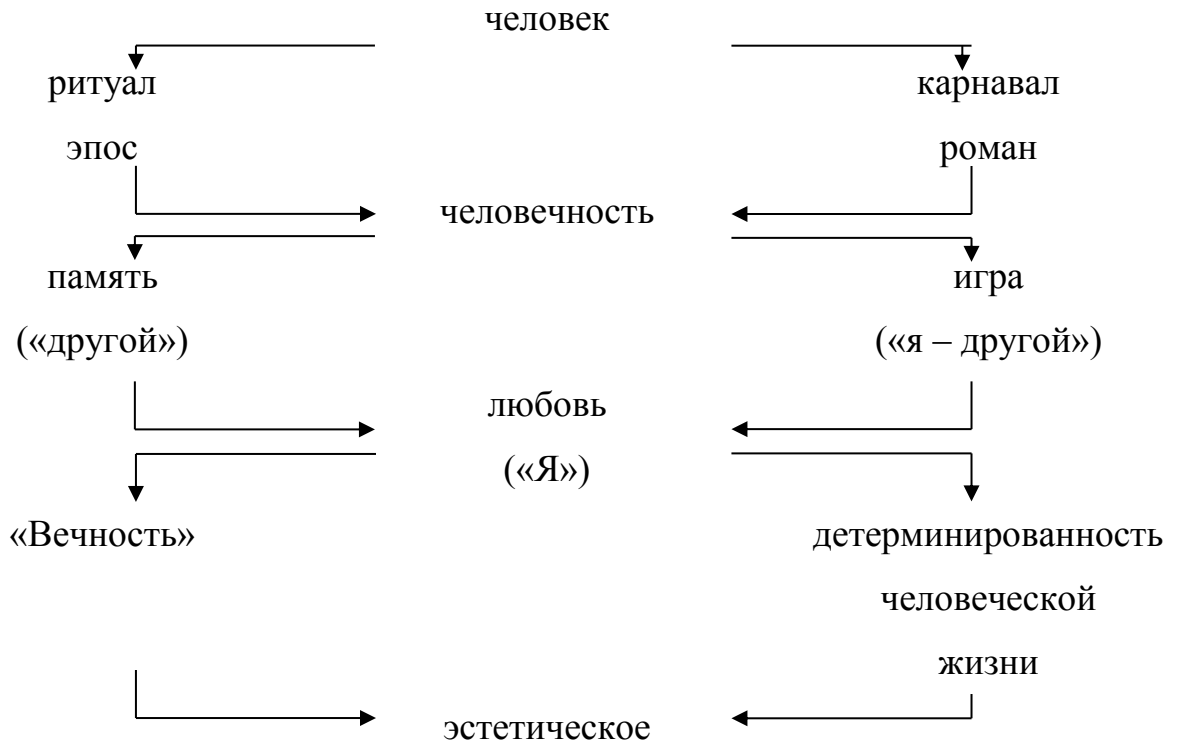 человек
ритуал карнавал
эпос роман
человечность
память игра
(«другой») («я – другой»)
любовь
(«Я»)
«Вечность» детерминированность
человеческой
жизни
эстетическое